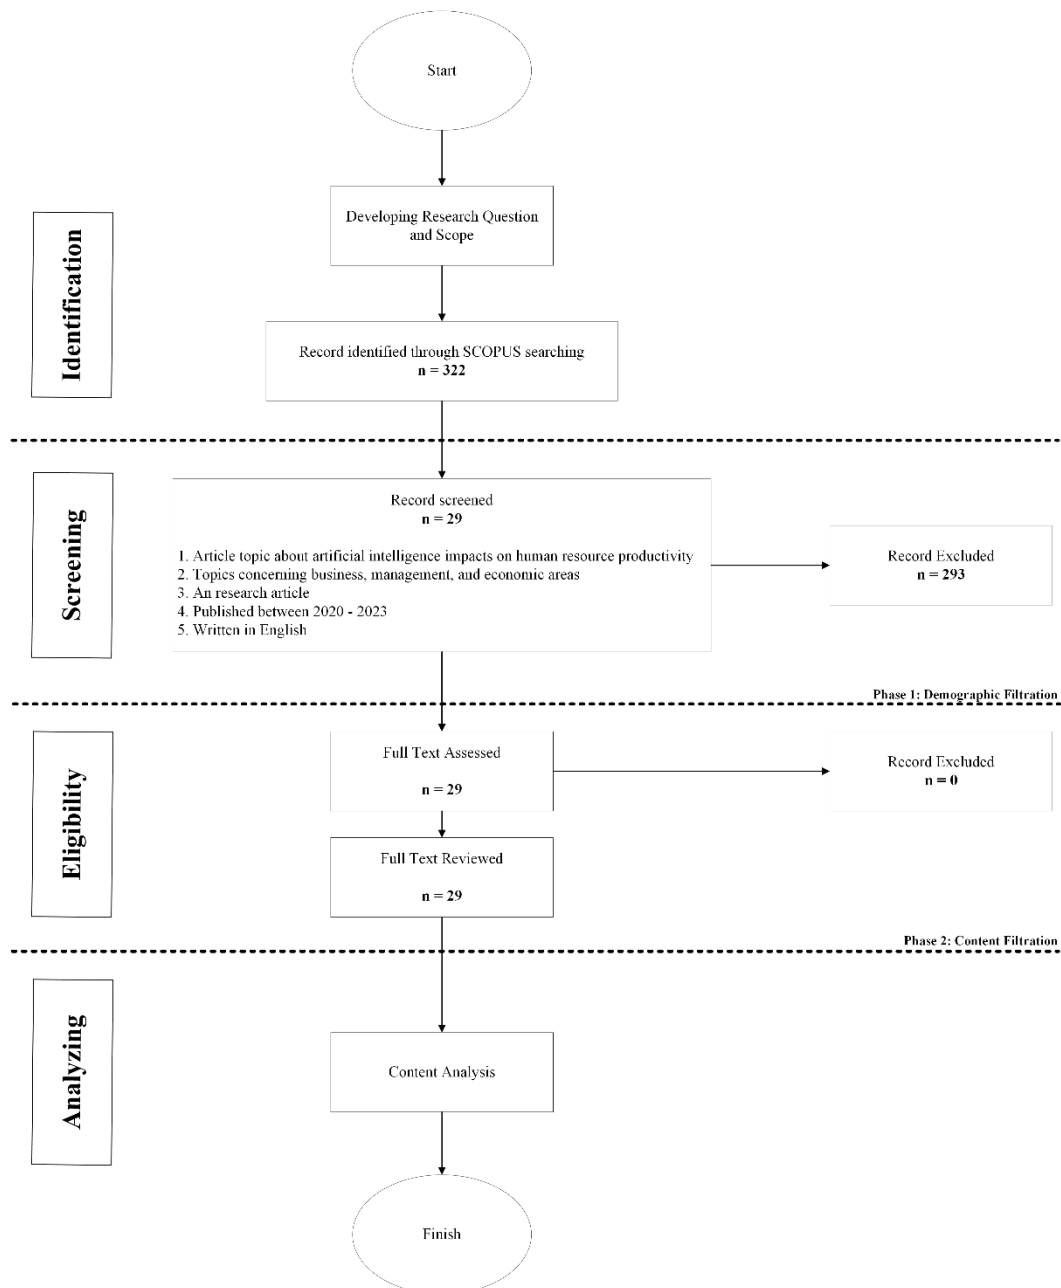 Start
Identification
Developing Research Question
and Scope
Record identified through SCOPUS searching
n = 322
Screening
Record screened
n = 29
1. Article topic about artificial intelligence impacts on human resource productivity
2. Topics concerning business, management, and economic areas
3. An research article
4. Published between 2020 - 2023
5. Written in English
Record Excluded
n = 293
Phase 1: Demographic Filtration
Eligibility
Full Text Assessed
n = 29
Record Excluded
n = 0
Full Text Reviewed
n = 29
Phase 2: Content Filtration
Analyzing
Content Analysis
Finish